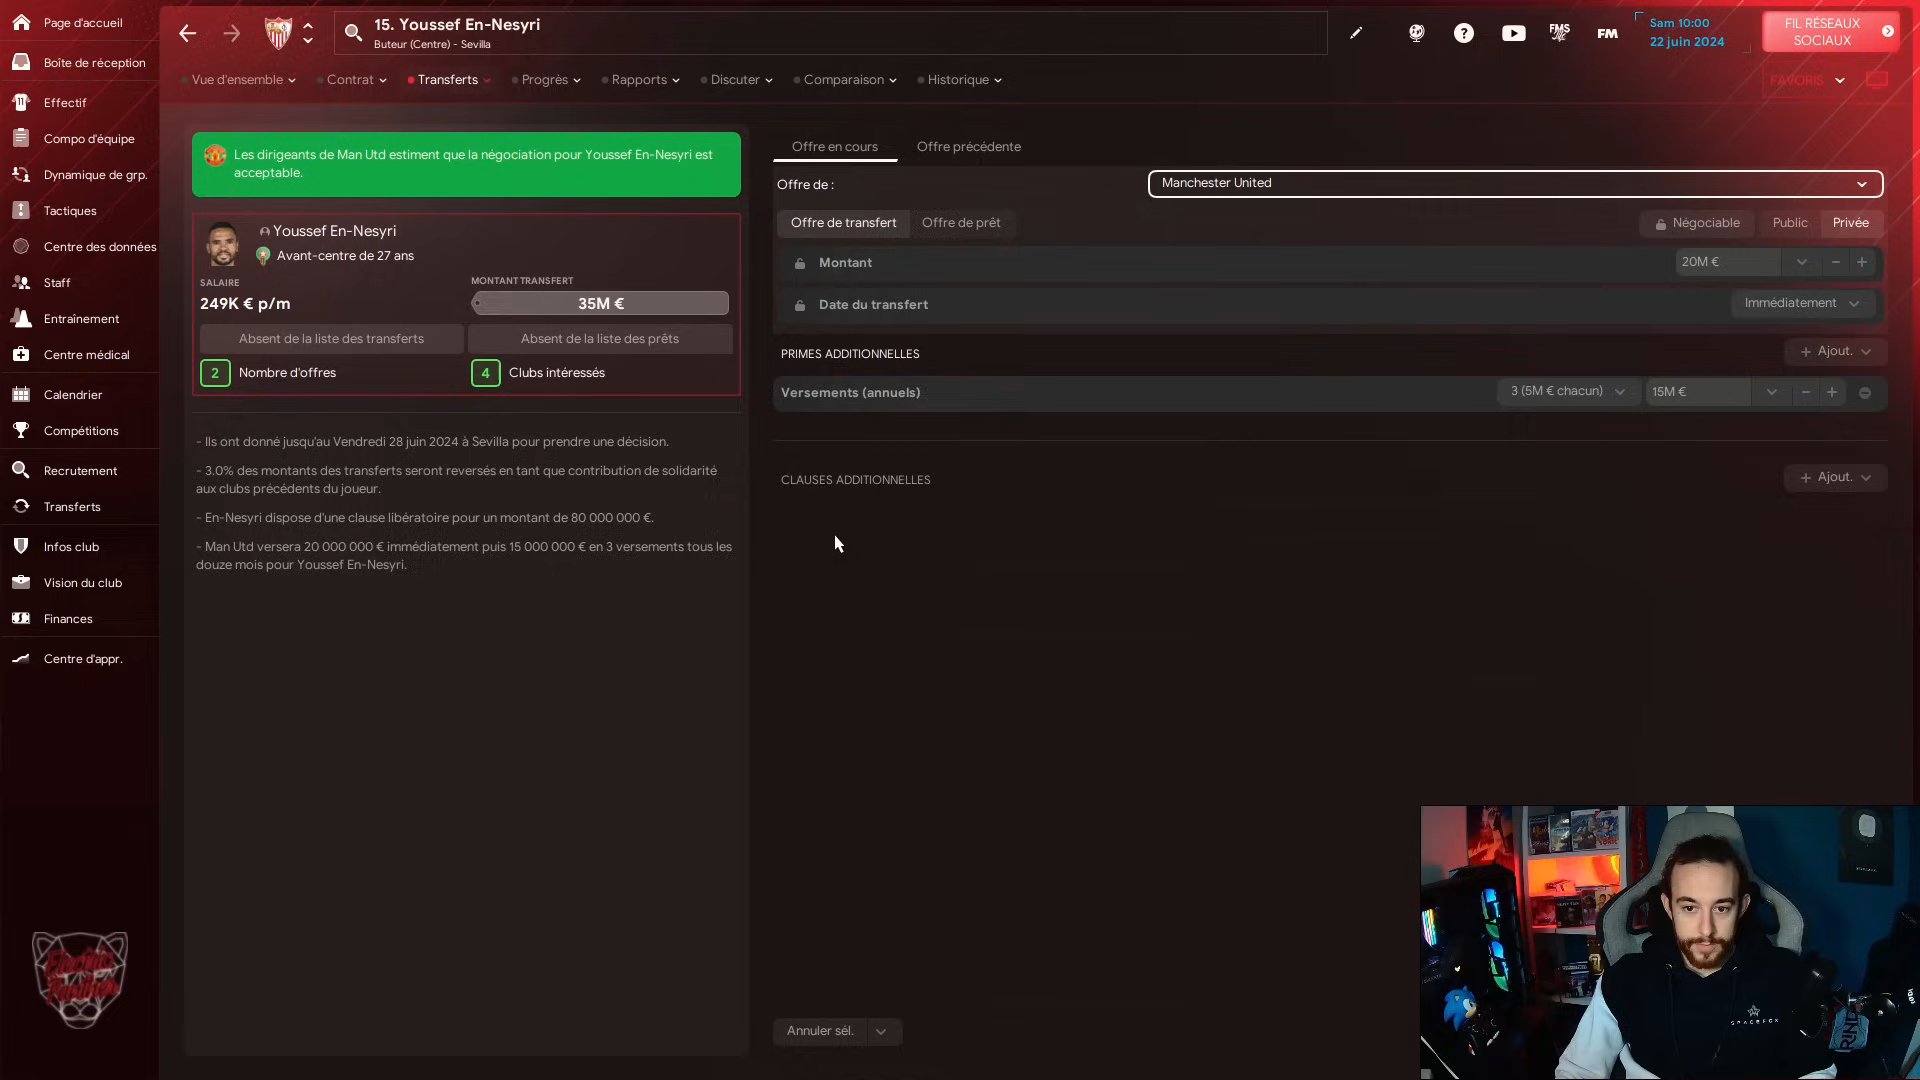 Page d'accueil
Boîte de réception
Effectif
Compo d'équipe
Dynamique de grp.
Tactiques
Centre des données
Staff
Entraînement
Centre médical
Calendrier
Compétitions
Recrutement
Transferts
Infos club
Vision du club
Finances
Centre d'appr.
15. Youssef En-Nesyri
Buteur (Centre) - Sevilla
FMS
FM
Sam 10:00
22 juin 2024
FIL RÉSEAUX
SOCIAUX
Vue d'ensemble
Contrat
Transferts
Progrès
Rapports
Discuter
Comparaison
Historique
FAVORIS
Les dirigeants de Man Utd estiment que la négociation pour Youssef En-Nesyri est
acceptable.
Youssef En-Nesyri
Avant-centre de 27 ans
SALAIRE
249K € p/m
MONTANT TRANSFERT
35M €
Absent de la liste des transferts
Absent de la liste des prêts
2 Nombre d'offres
4 Clubs intéressés
- Ils ont donné jusqu'au Vendredi 28 juin 2024 à Sevilla pour prendre une décision.
- 3.0% des montants des transferts seront reversés en tant que contribution de solidarité
aux clubs précédents du joueur.
- En-Nesyri dispose d'une clause libératoire pour un montant de 80 000 000 €.
- Man Utd versera 20 000 000 € immédiatement puis 15 000 000 € en 3 versements tous les
douze mois pour Youssef En-Nesyri.
Offre en cours
Offre précédente
Offre de :
Manchester United
Offre de transfert
Offre de prêt
Négociable
Public
Privée
Montant
20M €
Date du transfert
Immédiatement
PRIMES ADDITIONNELLES
Ajout.
Versements (annuels)
3 (5M € chacun)
15M €
CLAUSES ADDITIONNELLES
Ajout.
Annuler sél.
SPACEFOX